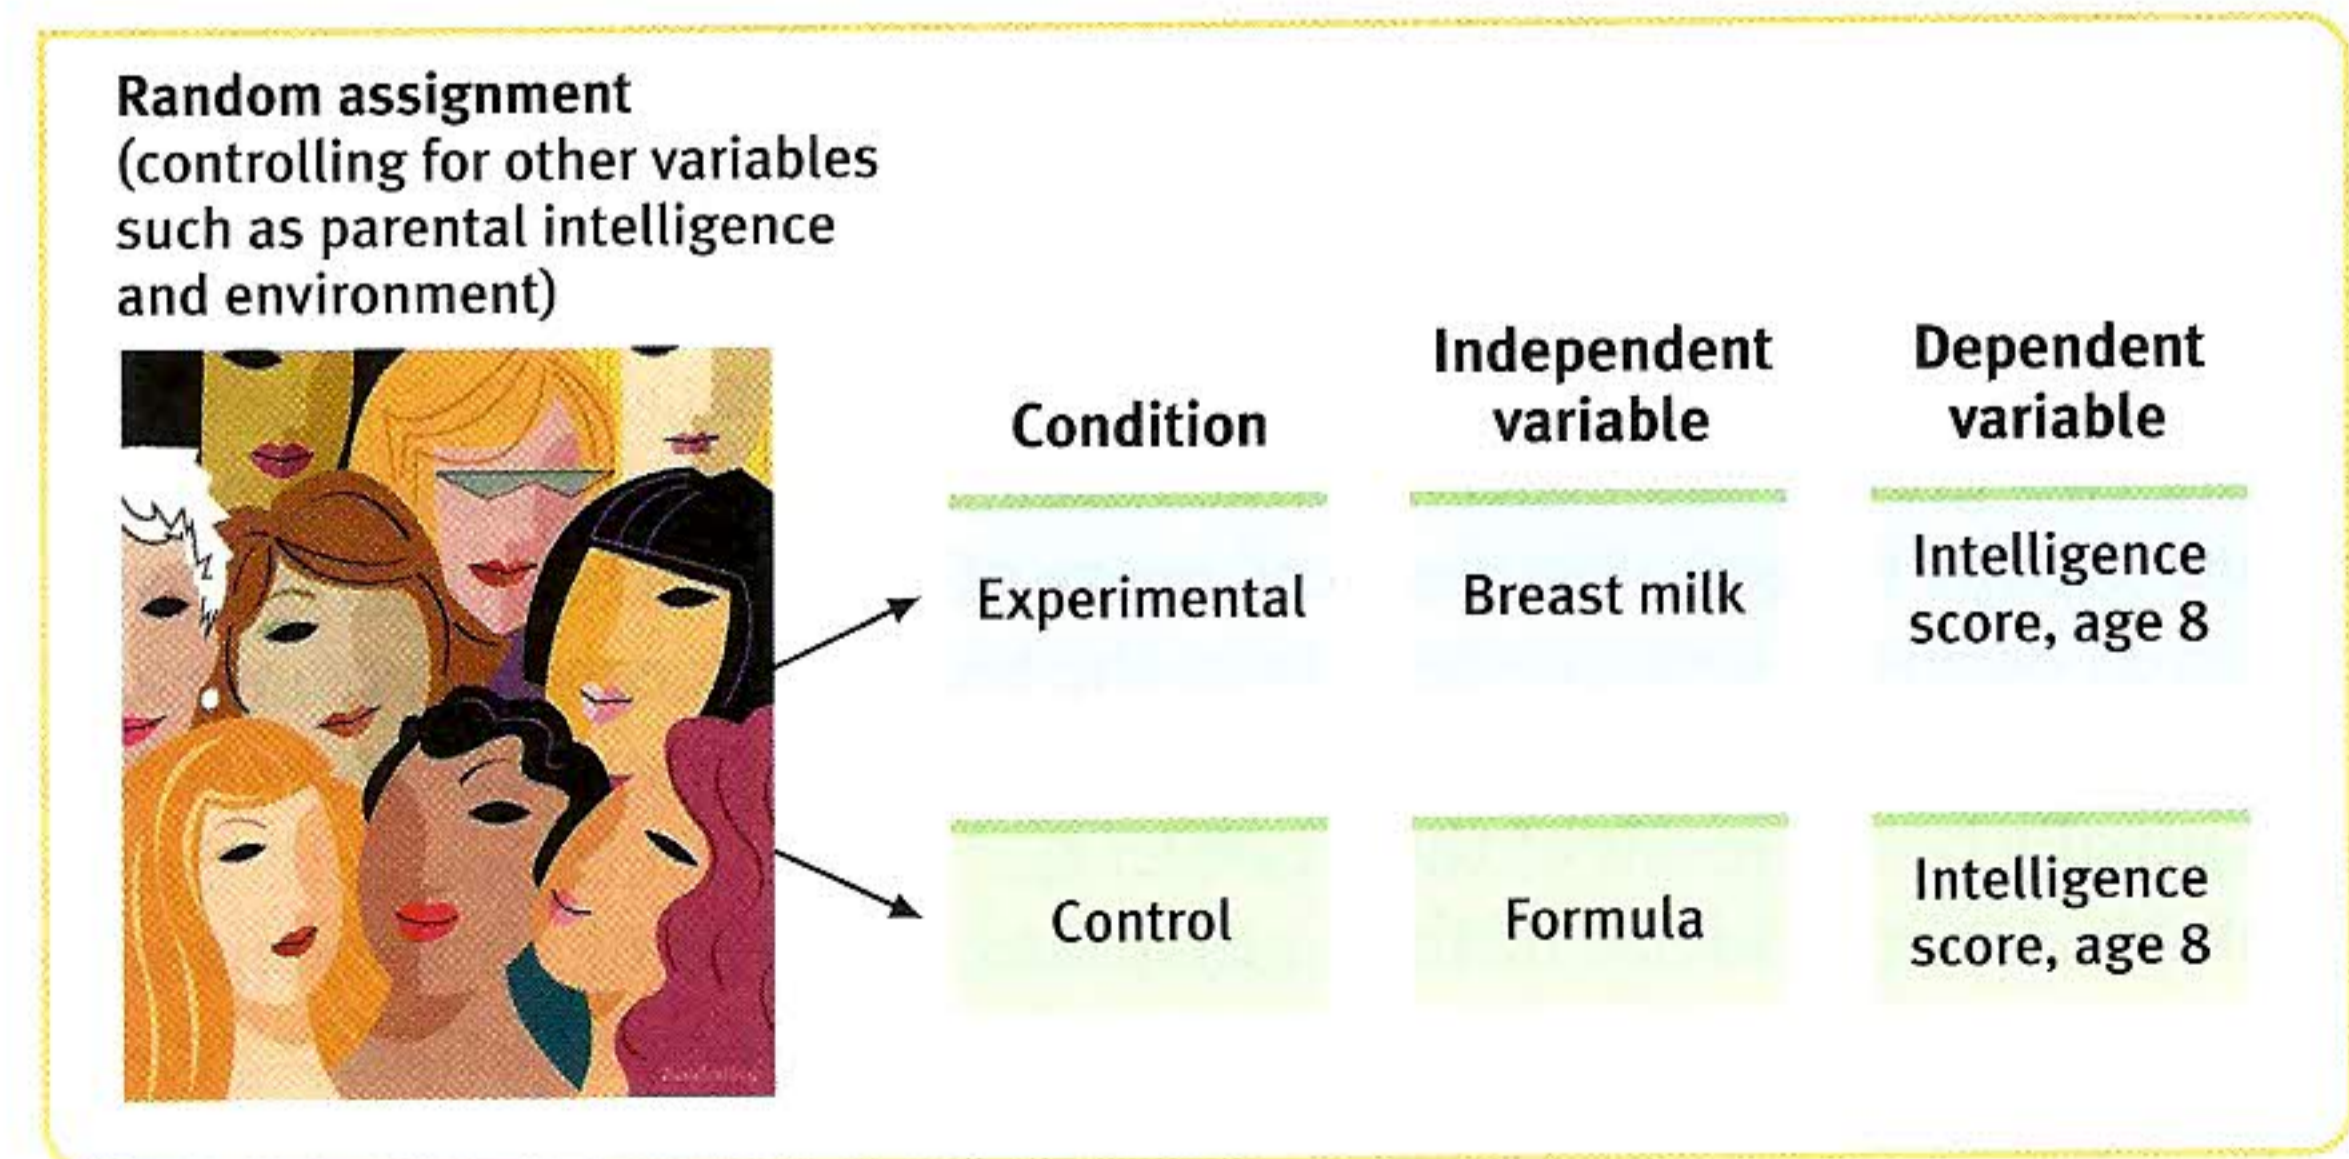 Random assignment
(controlling for other variables
such as parental intelligence
and environment)
Condition
Independent
variable
Dependent
variable
Experimental
Breast milk
Intelligence
score, age 8
Control
Formula
Intelligence
score, age 8